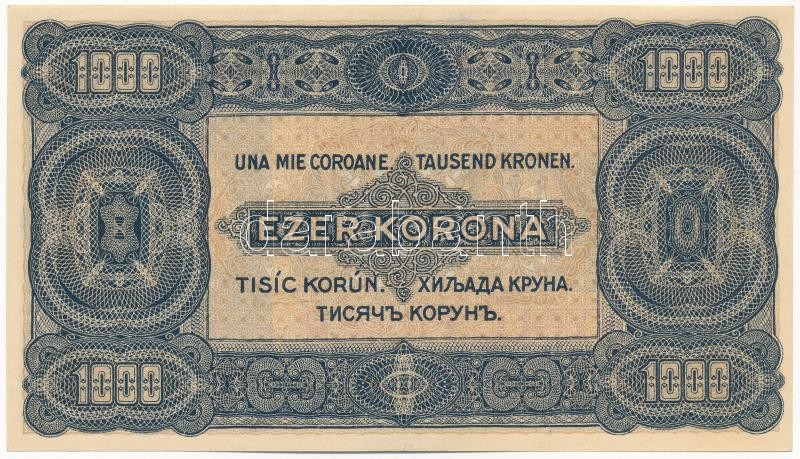 1000 1000
UNA MIE COROANE. TAUSEND KRONEN.
EZER KORONA
TISÍC KORÚN. ХИЉАДА КРУНА.
ТИСЯЧЪ КОРУНЪ.
1000 1000